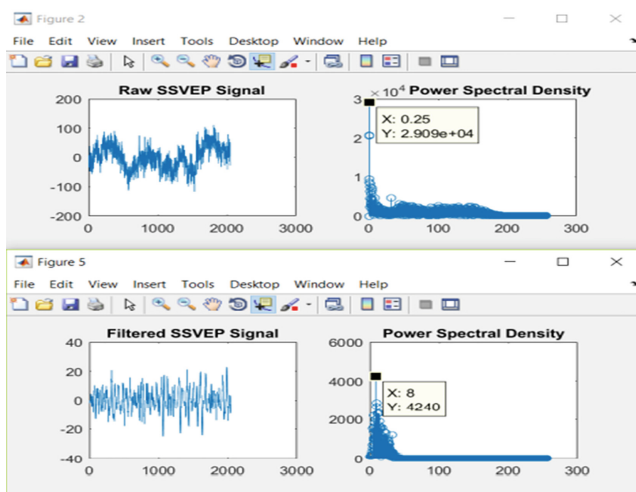 Figure 2
File Edit View Insert Tools Desktop Window Help
Raw SSVEP Signal
200
100
0
-100
-200
0 1000 2000 3000
× 10⁴ Power Spectral Density
3
2
1
0
X: 0.25
Y: 2.909e+04
0 100 200 300
Figure 5
File Edit View Insert Tools Desktop Window Help
Filtered SSVEP Signal
40
20
0
-20
-40
0 1000 2000 3000
Power Spectral Density
6000
4000
2000
0
X: 8
Y: 4240
0 100 200 300